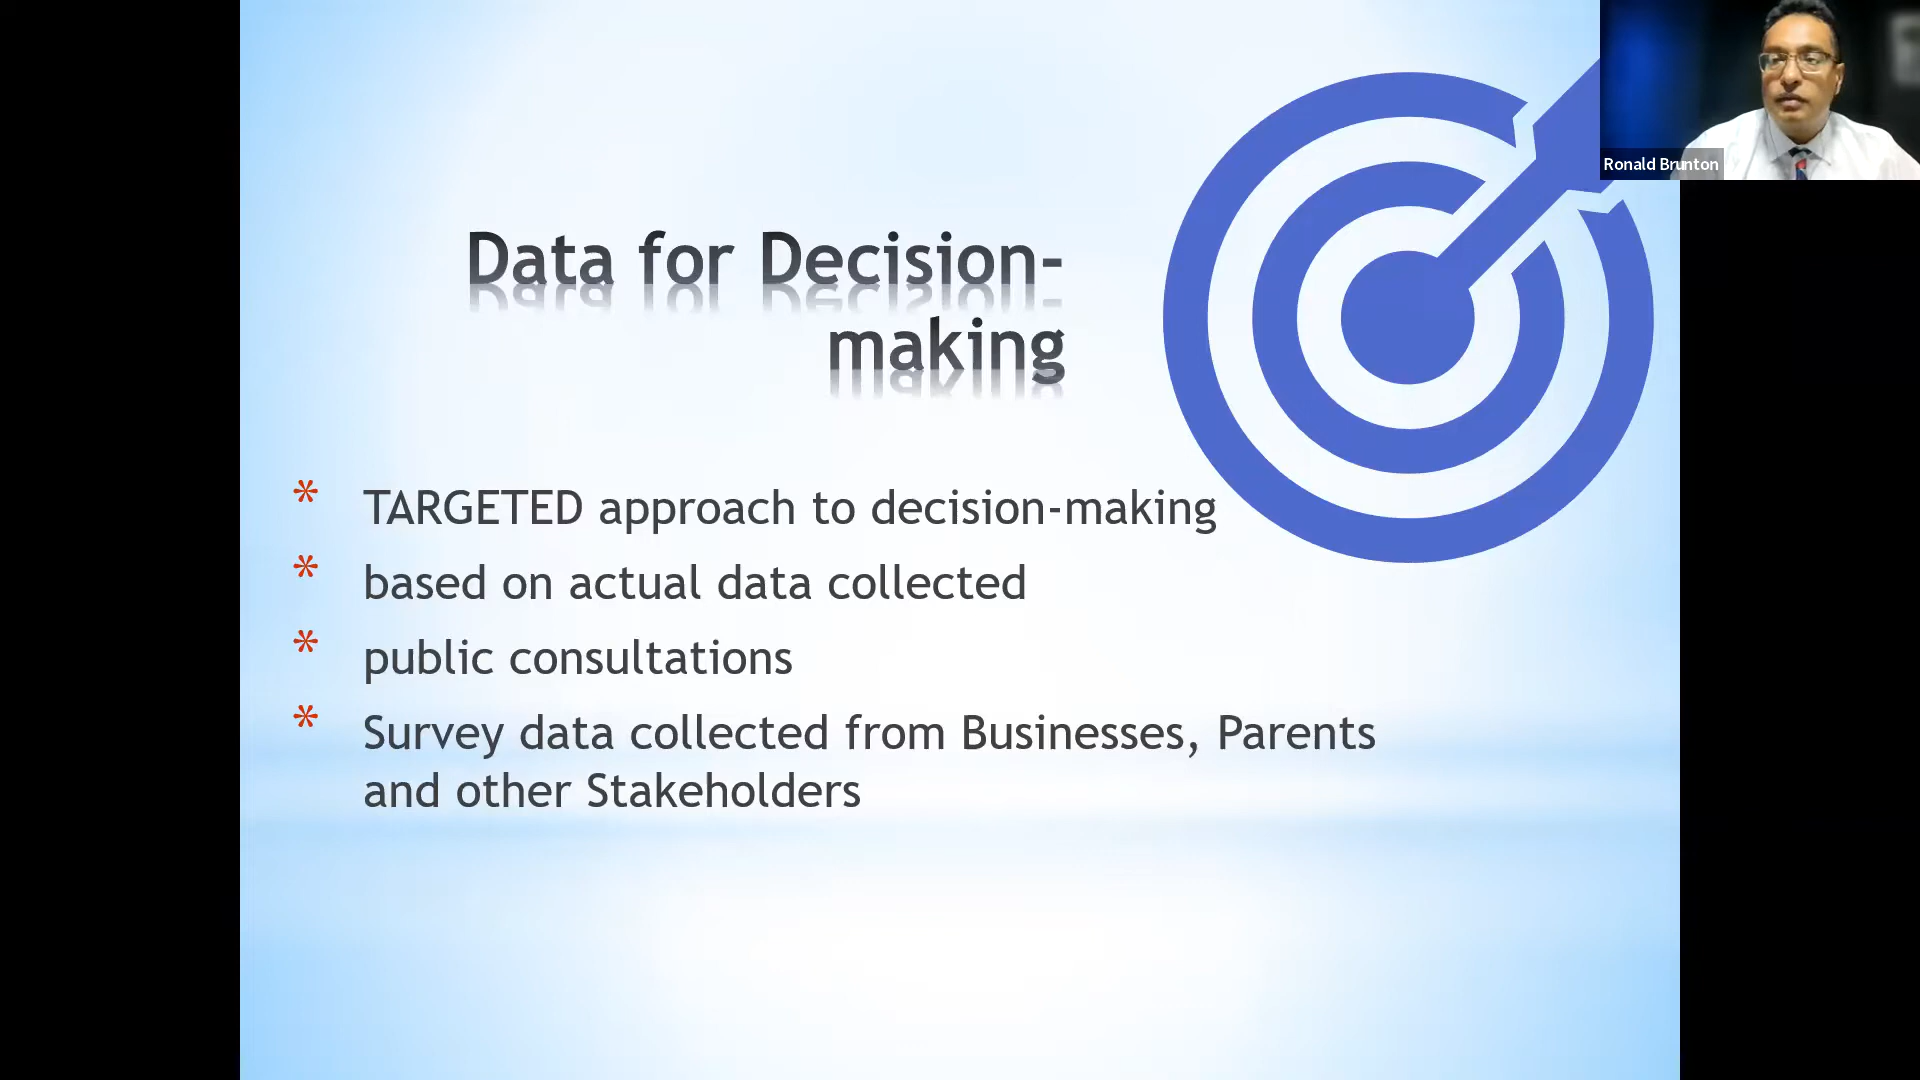 Ronald Brunton
Data for Decision-
making
* TARGETED approach to decision-making
* based on actual data collected
* public consultations
* Survey data collected from Businesses, Parents
and other Stakeholders